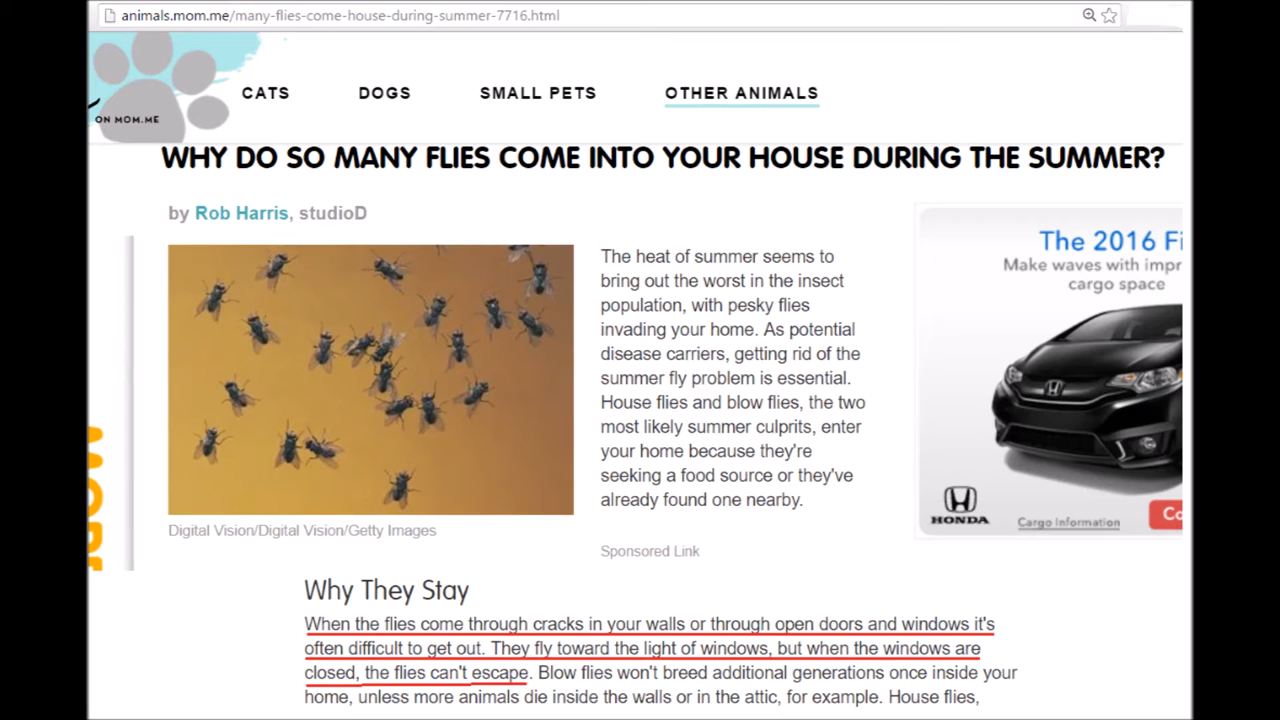 animals.mom.me/many-flies-come-house-during-summer-7716.html
CATS DOGS SMALL PETS OTHER ANIMALS
ON MOM.ME
WHY DO SO MANY FLIES COME INTO YOUR HOUSE DURING THE SUMMER?
by Rob Harris, studioD
The heat of summer seems to
bring out the worst in the insect
population, with pesky flies
invading your home. As potential
disease carriers, getting rid of the
summer fly problem is essential.
House flies and blow flies, the two
most likely summer culprits, enter
your home because they're
seeking a food source or they've
already found one nearby.
Digital Vision/Digital Vision/Getty Images
Sponsored Link
The 2016 Fi
Make waves with impr
cargo space
HONDA
Cargo Information
Co
Why They Stay
When the flies come through cracks in your walls or through open doors and windows it's
often difficult to get out. They fly toward the light of windows, but when the windows are
closed, the flies can't escape. Blow flies won't breed additional generations once inside your
home, unless more animals die inside the walls or in the attic, for example. House flies,